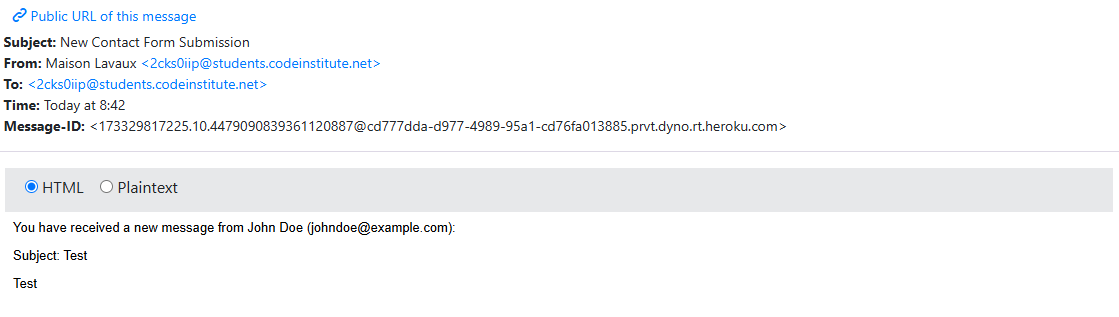 Public URL of this message
Subject: New Contact Form Submission
From: Maison Lavaux <2cks0iip@students.codeinstitute.net>
To: <2cks0iip@students.codeinstitute.net>
Time: Today at 8:42
Message-ID: <173329817225.10.4479090839361120887@cd777dda-d977-4989-95a1-cd76fa013885.prvt.dyno.rt.heroku.com>
HTML Plaintext
You have received a new message from John Doe (johndoe@example.com):
Subject: Test
Test